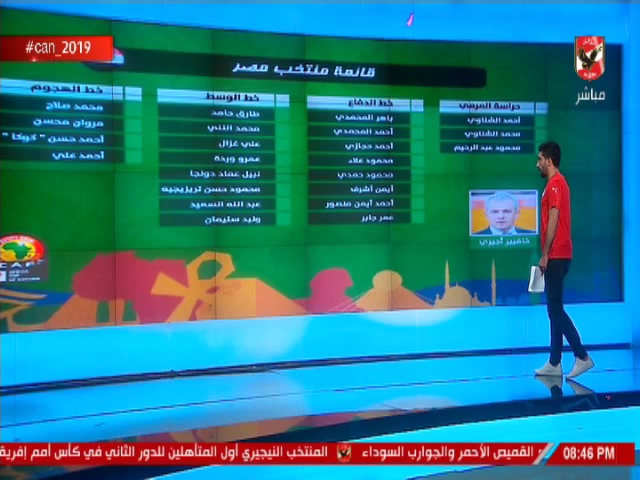 #can_2019
مباشر
قائمة منتخب مصر
حراسة المرمى
أحمد الشناوي
محمد الشناوي
محمود عبد الرحيم
خط الدفاع
باهر المحمدي
أحمد المحمدي
أحمد حجازي
محمود علاء
محمود حمدي
أيمن أشرف
أحمد أيمن منصور
عمر جابر
خط الوسط
طارق حامد
محمد النني
علي غزال
عمرو وردة
نبيل عماد دونجا
محمود حسن تريزيجيه
عبد الله السعيد
وليد سليمان
خط الهجوم
محمد صلاح
مروان محسن
أحمد حسن "كوكا"
أحمد علي
خافيير أجيري
CAF
القميص الأحمر والجوارب السوداء
المنتخب النيجيري أول المتأهلين للدور الثاني في كأس أمم إفريقيا
08:46 PM